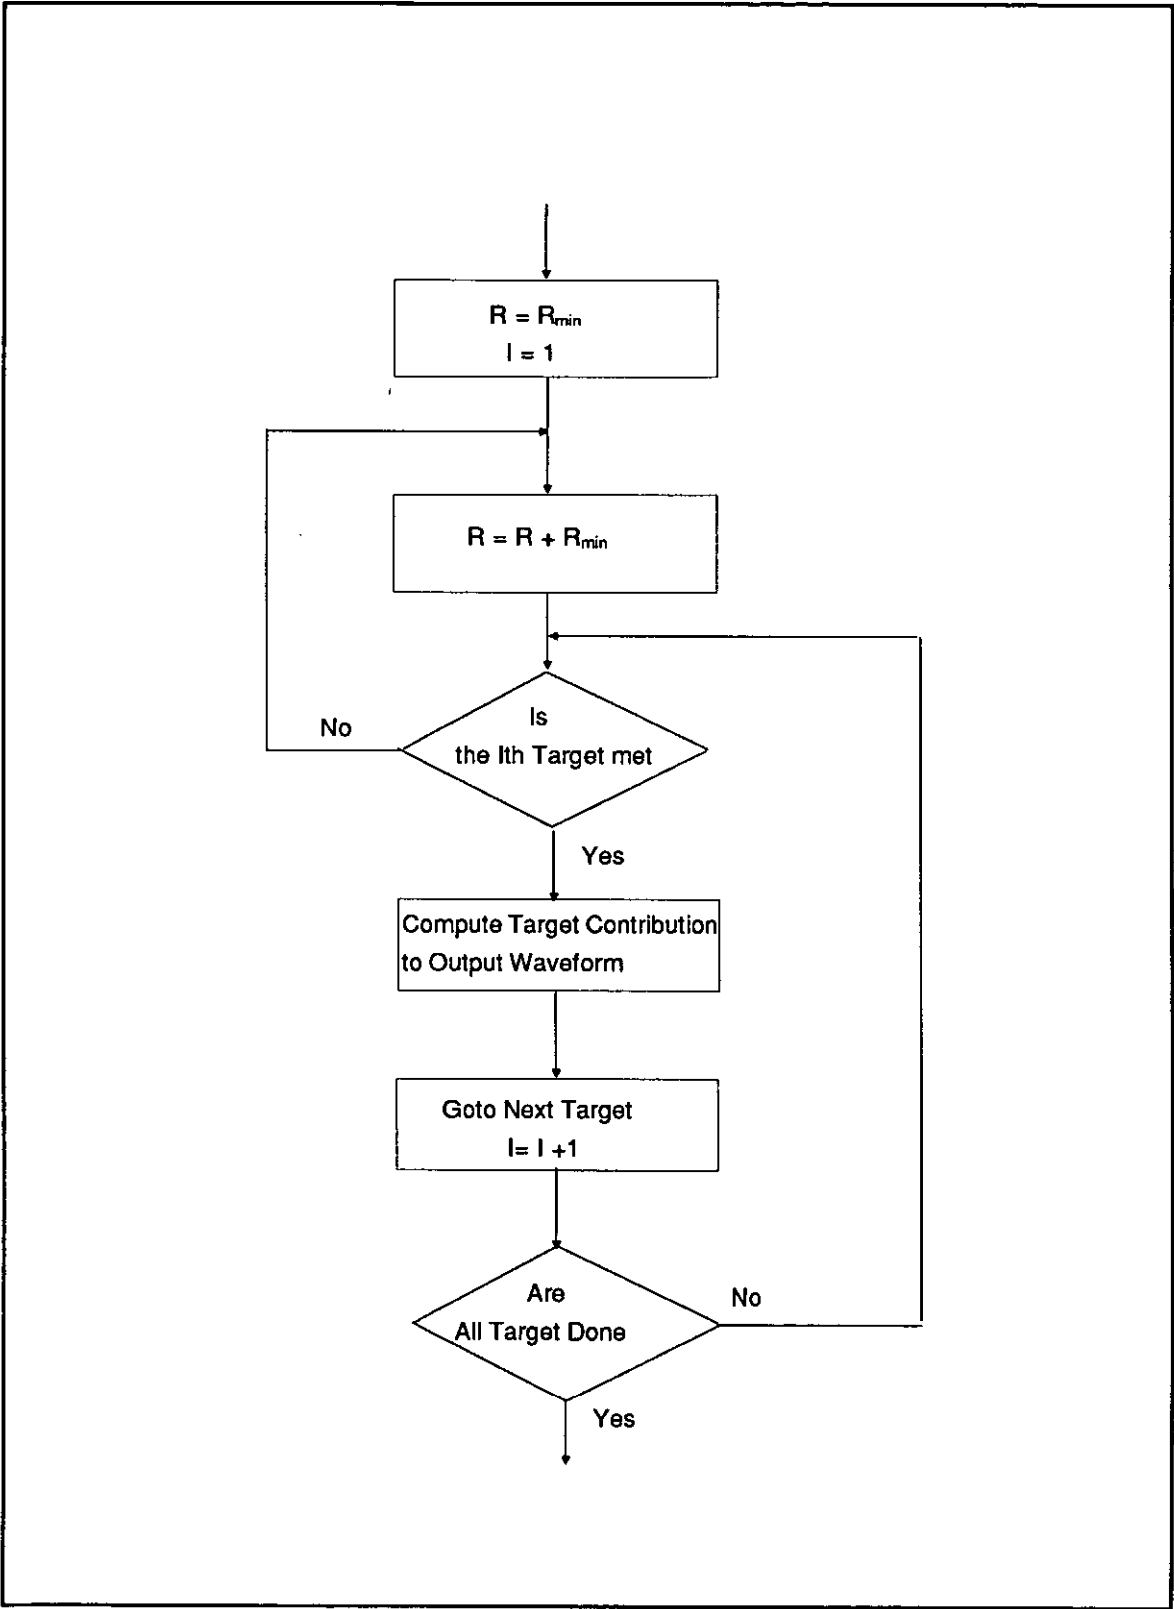 R = Rmin
I = 1
R = R + Rmin
Is
the Ith Target met
No
Yes
Compute Target Contribution
to Output Waveform
Goto Next Target
I= I +1
Are
All Target Done
No
Yes